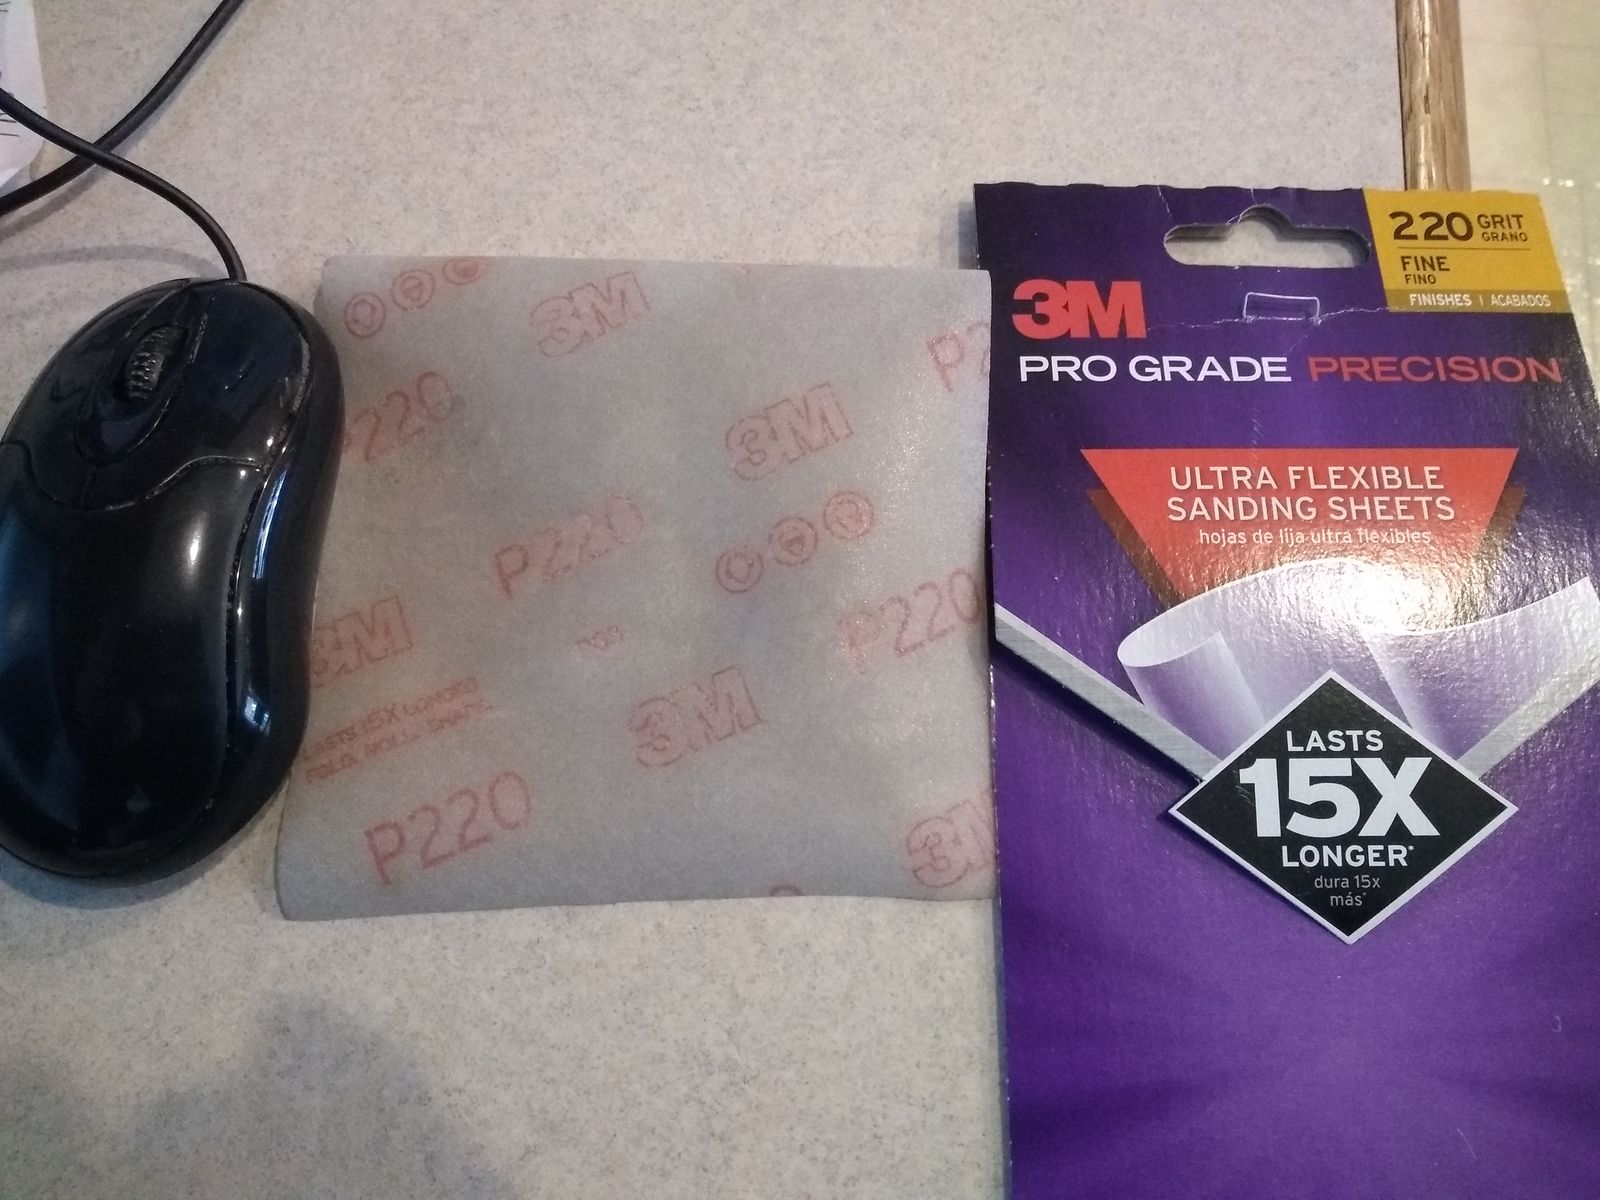 3M
P220
P2
3M
P220
3M
P220
LASTS 15X LONGER
FOLD, ROLL, SHAPE
3M
P220
3M
220 GRIT
GRANO
FINE
FINO
FINISHES | ACABADOS
3M
PRO GRADE PRECISION
ULTRA FLEXIBLE
SANDING SHEETS
hojas de lija ultra flexibles
LASTS
15X
LONGER*
dura 15x
más*